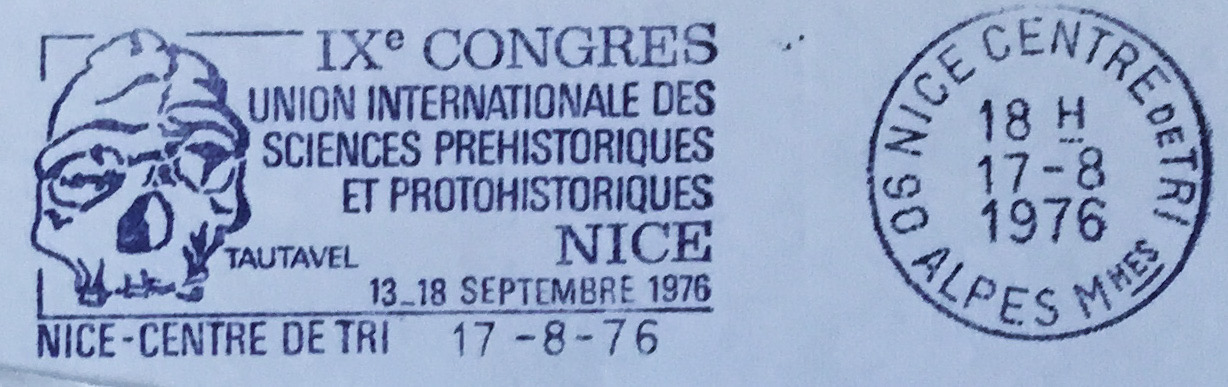 IXe CONGRES
UNION INTERNATIONALE DES
SCIENCES PREHISTORIQUES
ET PROTOHISTORIQUES
TAUTAVEL NICE
13_18 SEPTEMBRE 1976
NICE-CENTRE DE TRI 17-8-76
06 NICE CENTRE DE TRI
18 H
17-8
1976
ALPES MMES